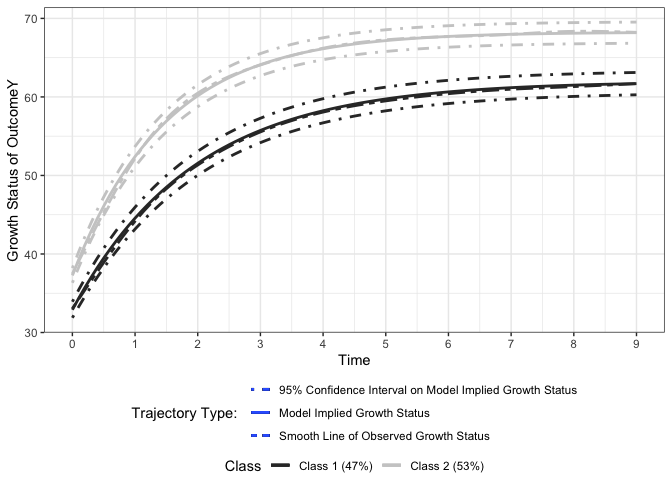 70
60
50
40
30
Growth Status of OutcomeY
0 1 2 3 4 5 6 7 8 9
Time
Trajectory Type:
95% Confidence Interval on Model Implied Growth Status
Model Implied Growth Status
Smooth Line of Observed Growth Status
Class Class 1 (47%) Class 2 (53%)